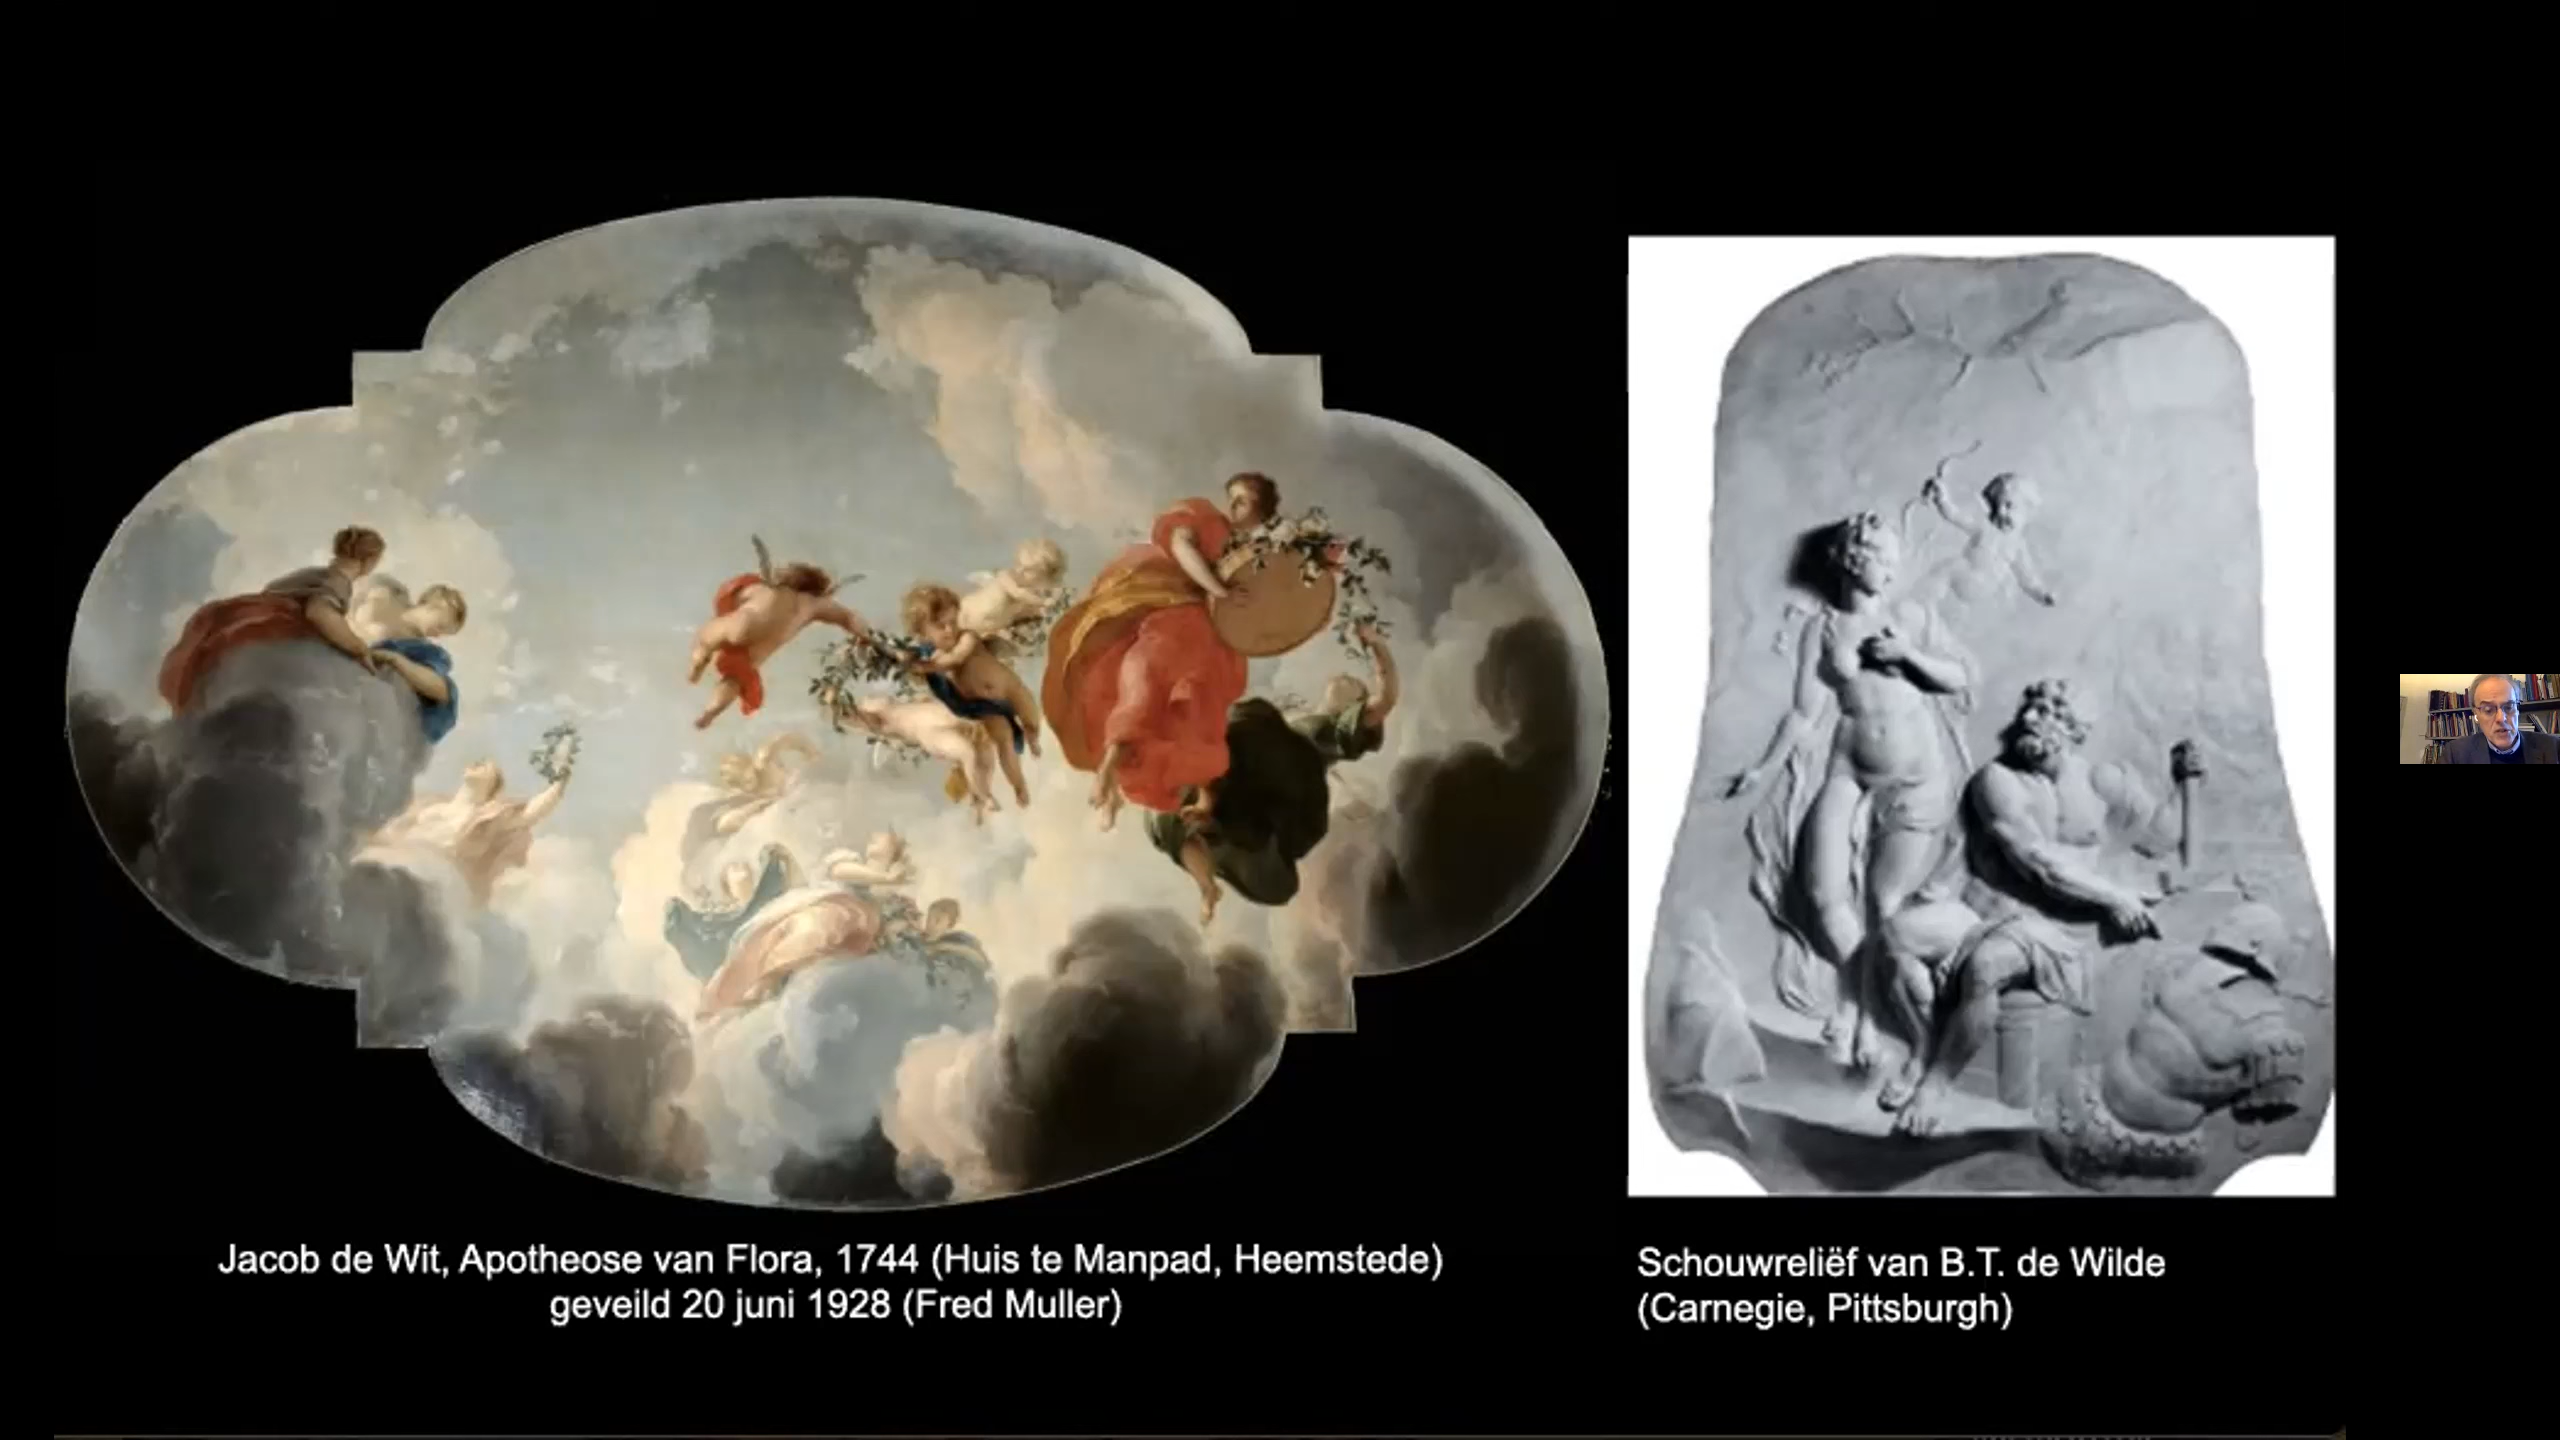 Jacob de Wit, Apotheose van Flora, 1744 (Huis te Manpad, Heemstede)
geveild 20 juni 1928 (Fred Muller)
Schouwreliëf van B.T. de Wilde
(Carnegie, Pittsburgh)